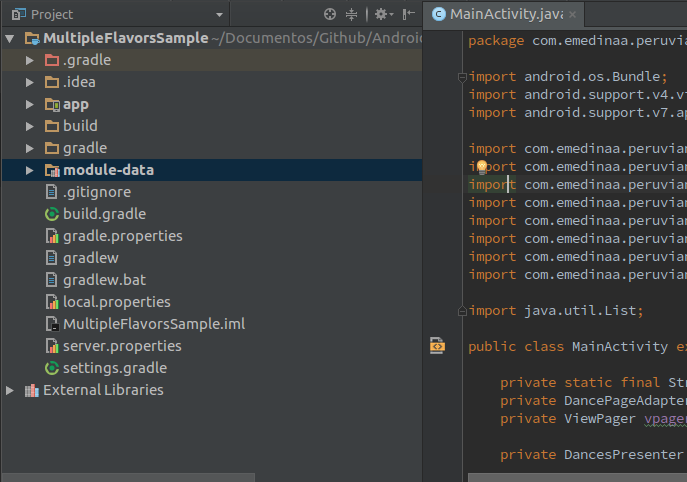 Project
MultipleFlavorsSample ~/Documentos/Github/Androi
.gradle
.idea
app
build
gradle
module-data
.gitignore
build.gradle
gradle.properties
gradlew
gradlew.bat
local.properties
MultipleFlavorsSample.iml
server.properties
settings.gradle
External Libraries
MainActivity.java
package com.emedinaa.peruvian
import android.os.Bundle;
import android.support.v4.vi
import android.support.v7.ap
import com.emedinaa.peruvian
import com.emedinaa.peruvian
import com.emedinaa.peruvian
import com.emedinaa.peruvian
import com.emedinaa.peruvian
import com.emedinaa.peruvian
import com.emedinaa.peruvian
import com.emedinaa.peruvian
import java.util.List;
public class MainActivity ex
private static final Str
private DancePageAdapter
private ViewPager vpager
private DancesPresenter